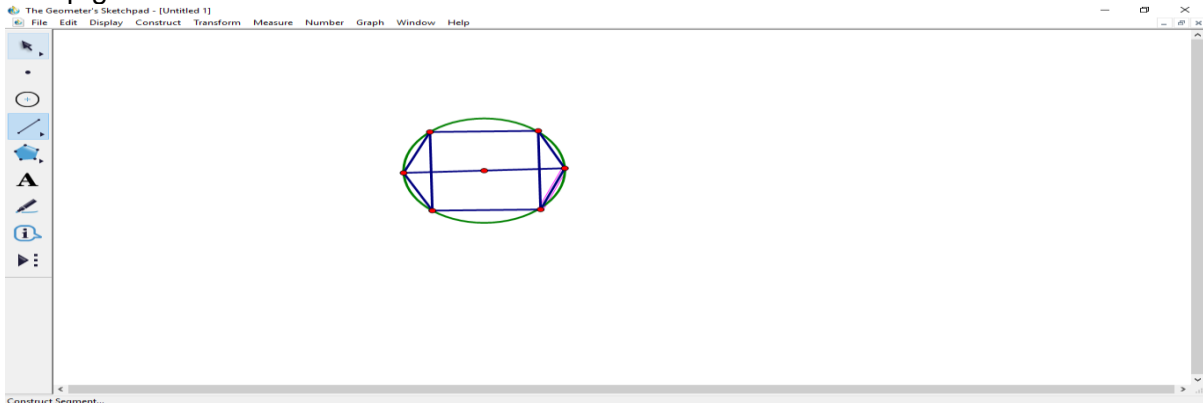 The Geometer's Sketchpad - [Untitled 1]
File Edit Display Construct Transform Measure Number Graph Window Help
A
i
Construct Segment...